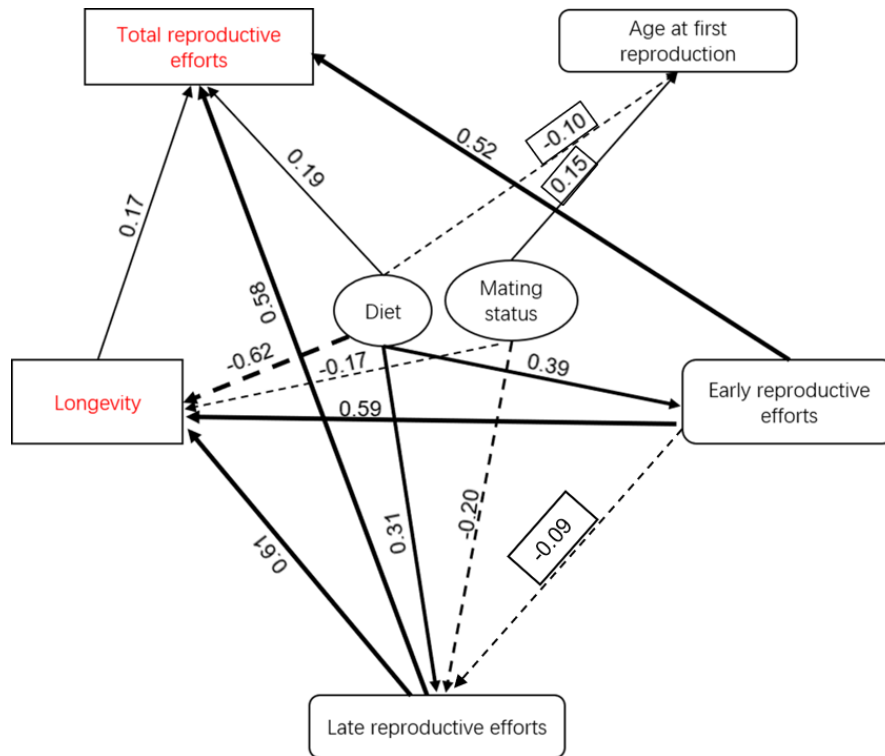 Total reproductive
efforts
Age at first
reproduction
-0.10
0.52
0.15
0.19
0.17
Mating
status
Diet
0.58
-0.62
-0.17
0.39
Longevity
Early reproductive
efforts
0.59
-0.20
0.31
-0.09
0.61
Late reproductive efforts